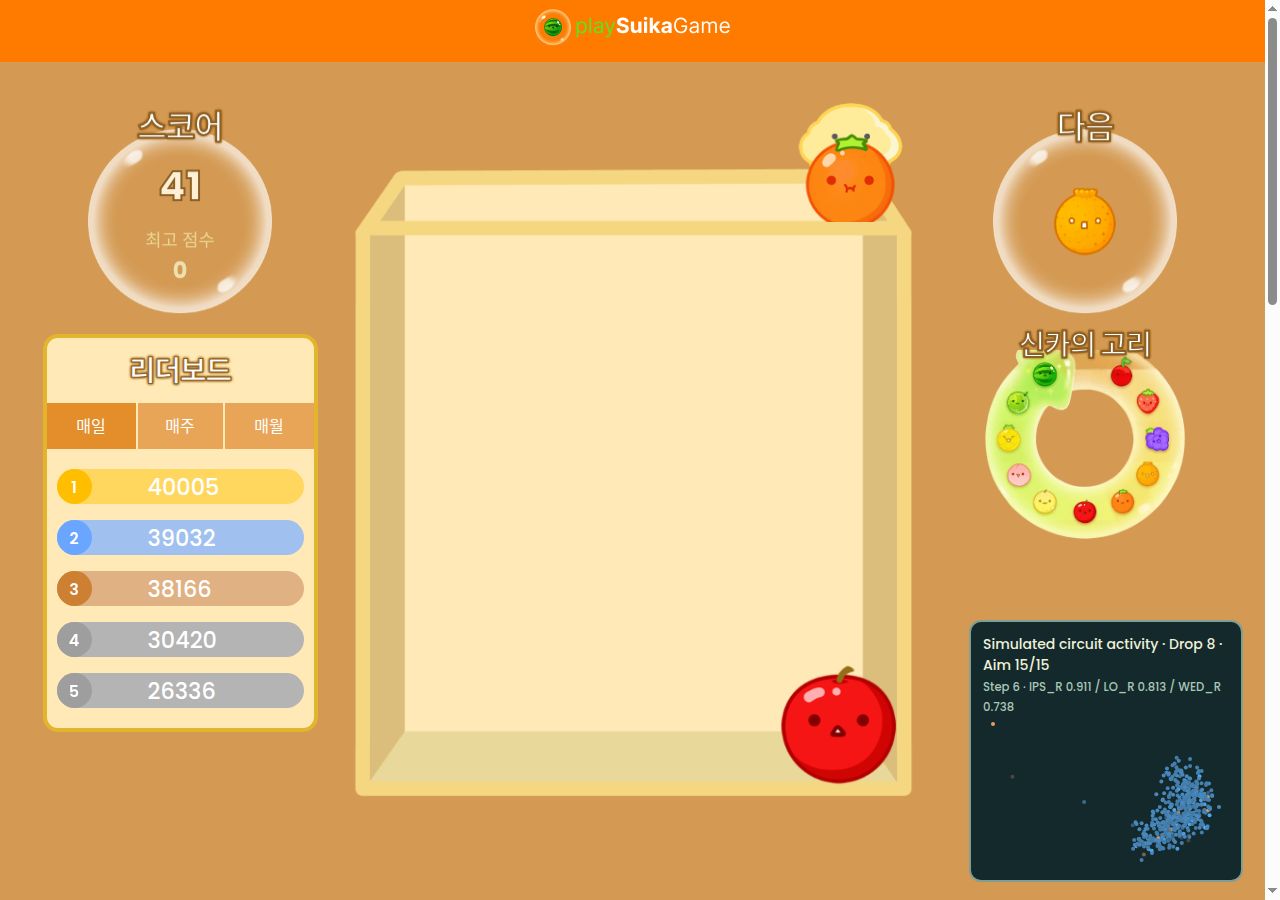 playSuikaGame
스코어
41
최고 점수
0
리더보드
매일 매주 매월
1 40005
2 39032
3 38166
4 30420
5 26336
다음
신카의 고리
Simulated circuit activity · Drop 8 ·
Aim 15/15
Step 6 · IPS_R 0.911 / LO_R 0.813 / WED_R
0.738